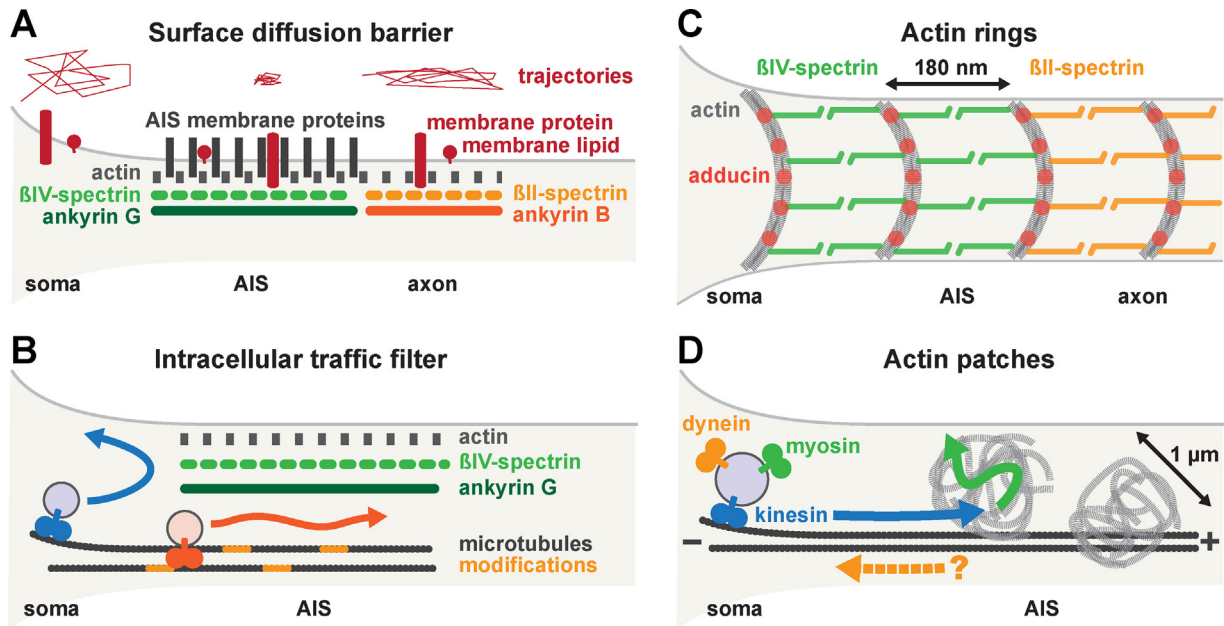 A
Surface diffusion barrier
trajectories
AIS membrane proteins
membrane protein
membrane lipid
actin
ßIV-spectrin
ßII-spectrin
ankyrin G
ankyrin B
soma
AIS
axon
B
Intracellular traffic filter
actin
ßIV-spectrin
ankyrin G
microtubules
modifications
soma
AIS
C
Actin rings
ßIV-spectrin
180 nm
ßII-spectrin
actin
adducin
soma
AIS
axon
D
Actin patches
dynein
myosin
1 µm
kinesin
–
+
?
soma
AIS